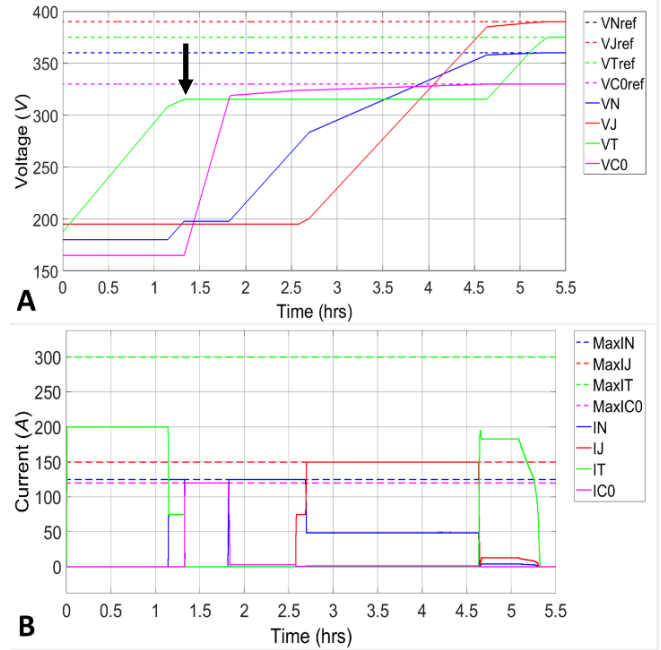 400
350
300
250
200
150
Voltage (V)
0 0.5 1 1.5 2 2.5 3 3.5 4 4.5 5 5.5
Time (hrs)
A
VNref
VJref
VTref
VC0ref
VN
VJ
VT
VC0
300
250
200
150
100
50
0
Current (A)
0 0.5 1 1.5 2 2.5 3 3.5 4 4.5 5 5.5
Time (hrs)
B
MaxIN
MaxIJ
MaxIT
MaxIC0
IN
IJ
IT
IC0